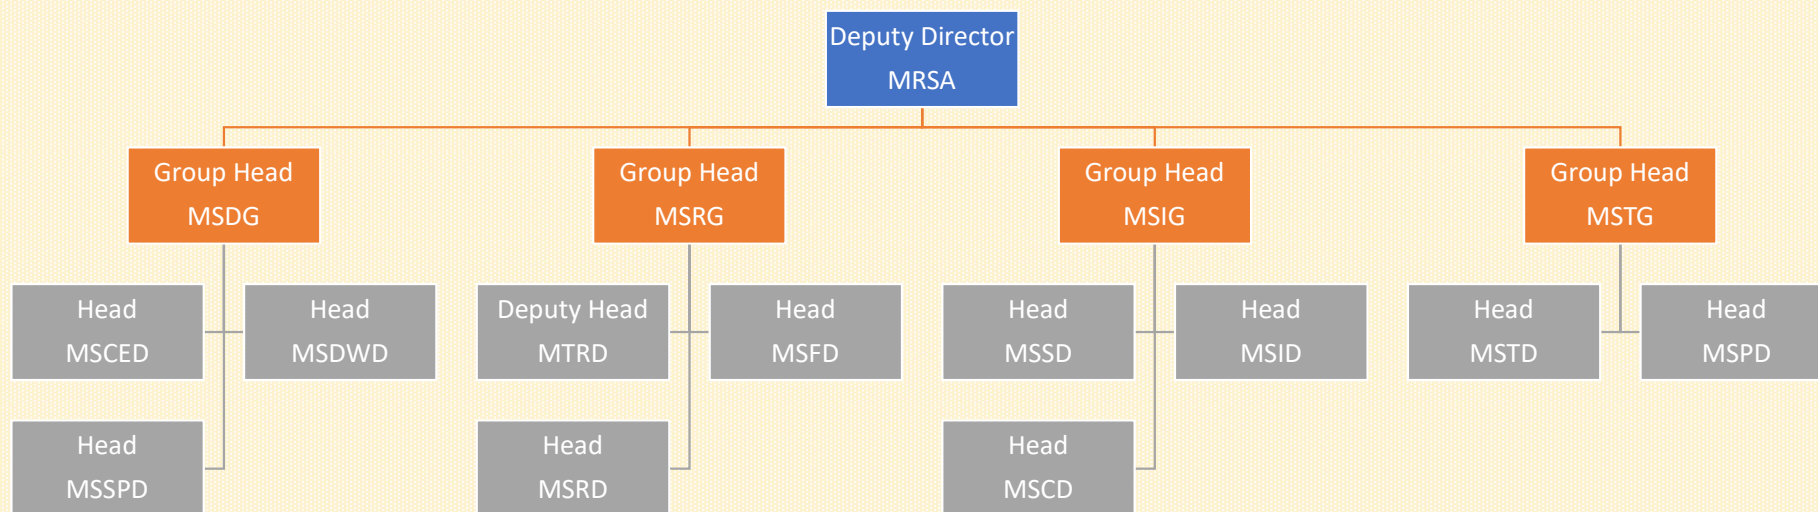 Deputy Director
MRSA
Group Head
MSDG
Group Head
MSRG
Group Head
MSIG
Group Head
MSTG
Head
MSCED
Head
MSDWD
Deputy Head
MTRD
Head
MSFD
Head
MSSD
Head
MSID
Head
MSTD
Head
MSPD
Head
MSSPD
Head
MSRD
Head
MSCD